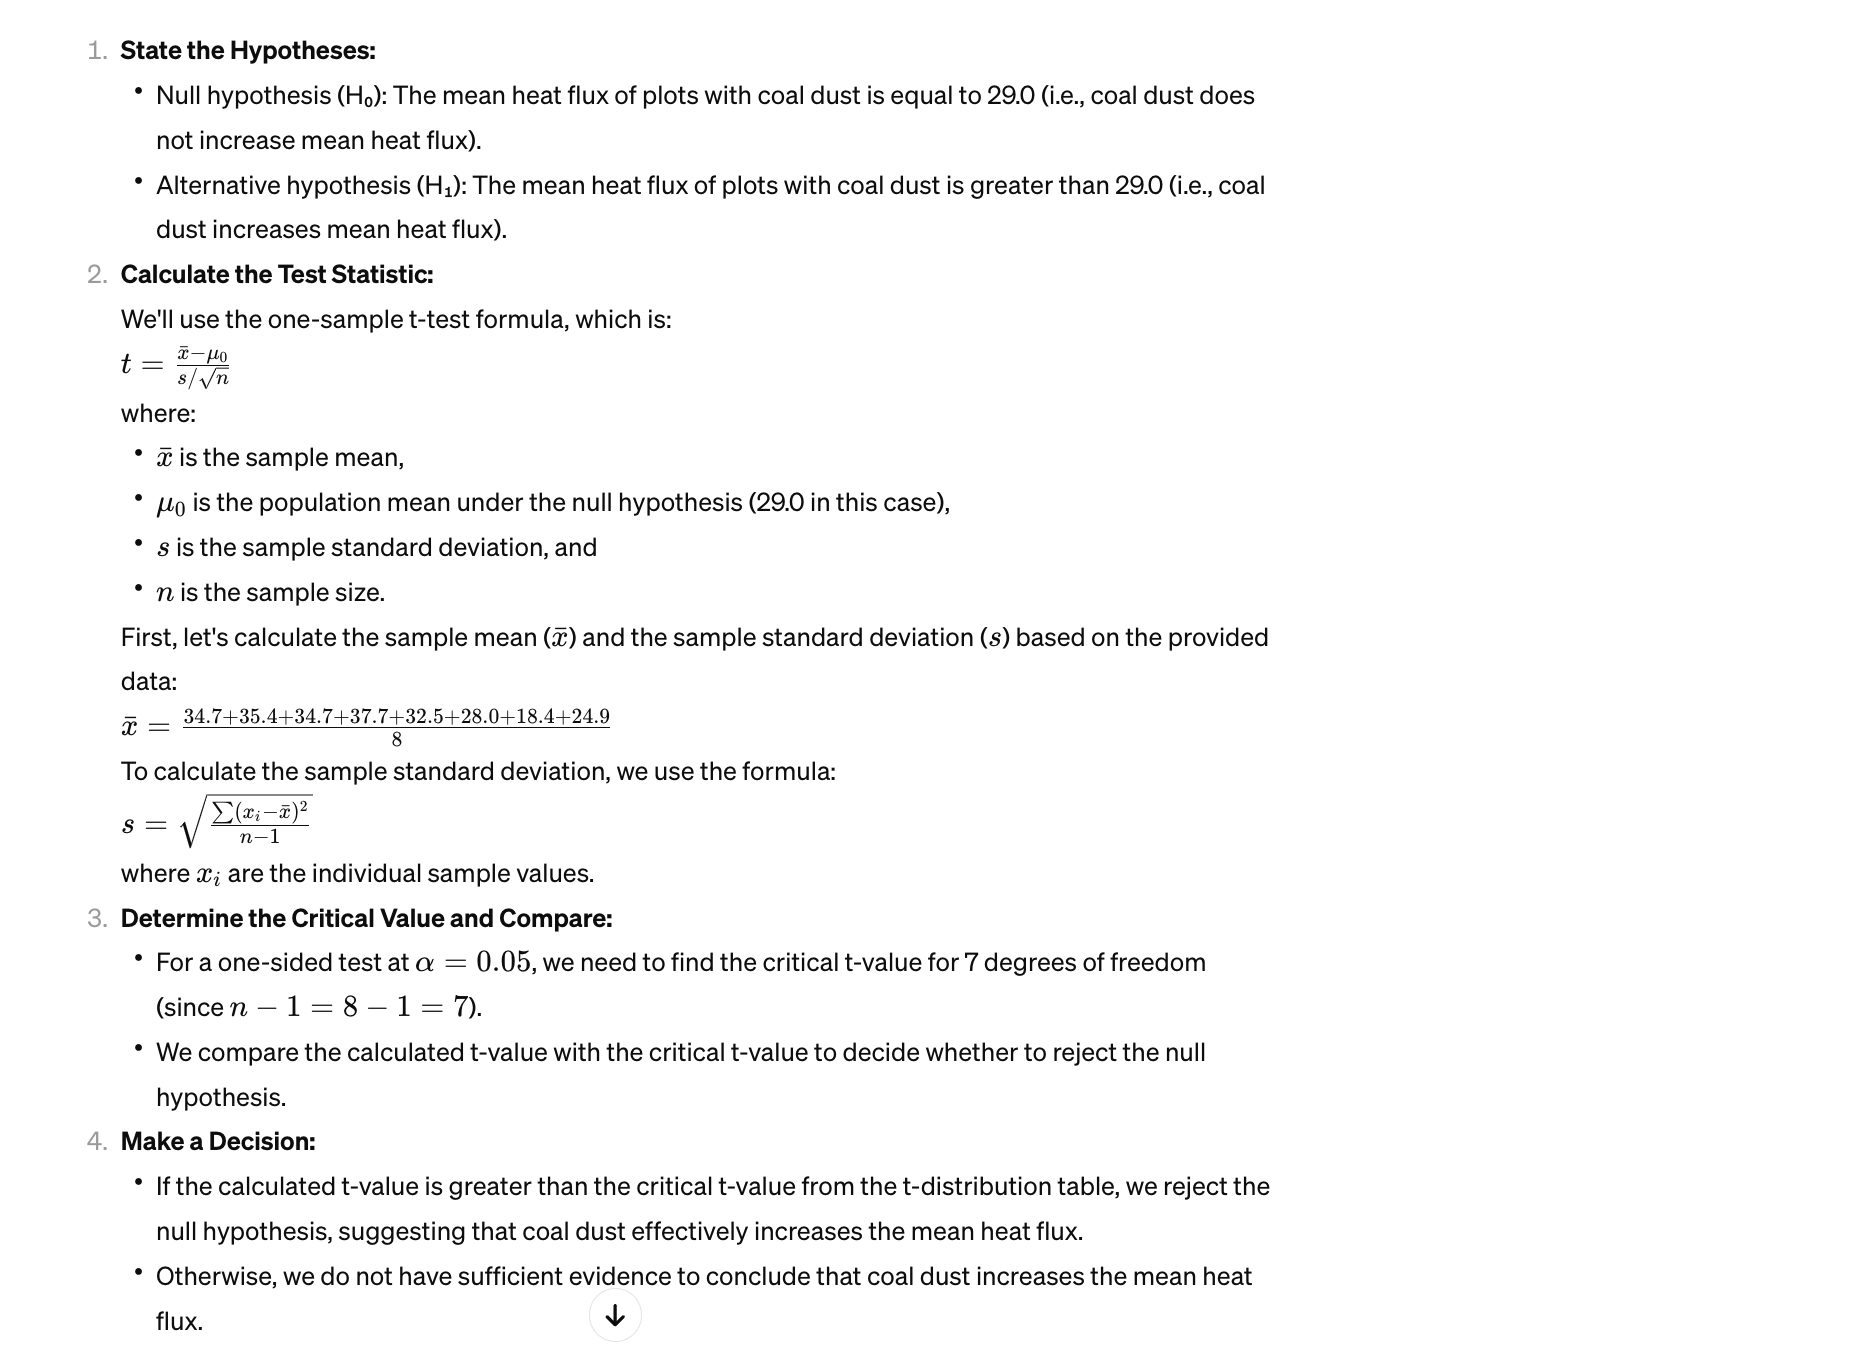 1. State the Hypotheses:
• Null hypothesis (H₀): The mean heat flux of plots with coal dust is equal to 29.0 (i.e., coal dust does
not increase mean heat flux).
• Alternative hypothesis (H₁): The mean heat flux of plots with coal dust is greater than 29.0 (i.e., coal
dust increases mean heat flux).
2. Calculate the Test Statistic:
We'll use the one-sample t-test formula, which is:
t = \frac{\bar{x}-\mu_0}{s/\sqrt{n}}
where:
• x̄ is the sample mean,
• μ₀ is the population mean under the null hypothesis (29.0 in this case),
• s is the sample standard deviation, and
• n is the sample size.
First, let's calculate the sample mean (x̄) and the sample standard deviation (s) based on the provided
data:
\bar{x} = \frac{34.7+35.4+34.7+37.7+32.5+28.0+18.4+24.9}{8}
To calculate the sample standard deviation, we use the formula:
s = \sqrt{\frac{\sum(x_i-\bar{x})^2}{n-1}}
where xᵢ are the individual sample values.
3. Determine the Critical Value and Compare:
• For a one-sided test at α = 0.05, we need to find the critical t-value for 7 degrees of freedom
(since n − 1 = 8 − 1 = 7).
• We compare the calculated t-value with the critical t-value to decide whether to reject the null
hypothesis.
4. Make a Decision:
• If the calculated t-value is greater than the critical t-value from the t-distribution table, we reject the
null hypothesis, suggesting that coal dust effectively increases the mean heat flux.
• Otherwise, we do not have sufficient evidence to conclude that coal dust increases the mean heat
flux.